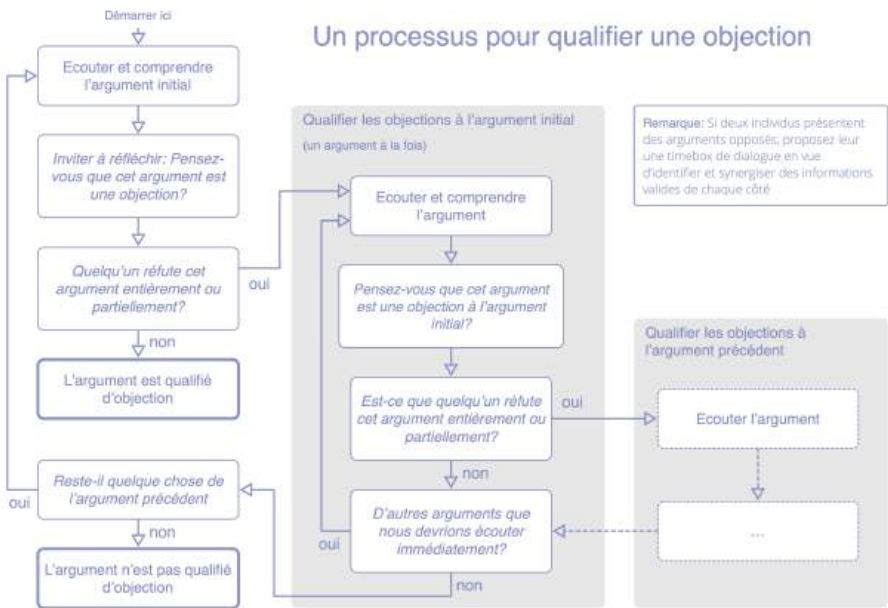 Démarrer ici
Un processus pour qualifier une objection
Ecouter et comprendre
l'argument initial
Inviter à réfléchir: Pensez-
vous que cet argument est
une objection?
Quelqu'un réfute cet
argument entièrement ou
partiellement?
oui
non
L'argument est qualifié
d'objection
Reste-il quelque chose de
l'argument précédent
oui
non
L'argument n'est pas qualifié
d'objection
Qualifier les objections à l'argument initial
(un argument à la fois)
Ecouter et comprendre
l'argument
Pensez-vous que cet argument
est une objection à l'argument
initial?
Est-ce que quelqu'un réfute
cet argument entièrement ou
partiellement?
oui
non
D'autres arguments que
nous devrions écouter
immédiatement?
oui
non
Remarque: Si deux individus présentent
des arguments opposés, proposez leur
une timebox de dialogue en vue
d'identifier et synergiser des informations
valides de chaque côté
Qualifier les objections à
l'argument précédent
Ecouter l'argument
...